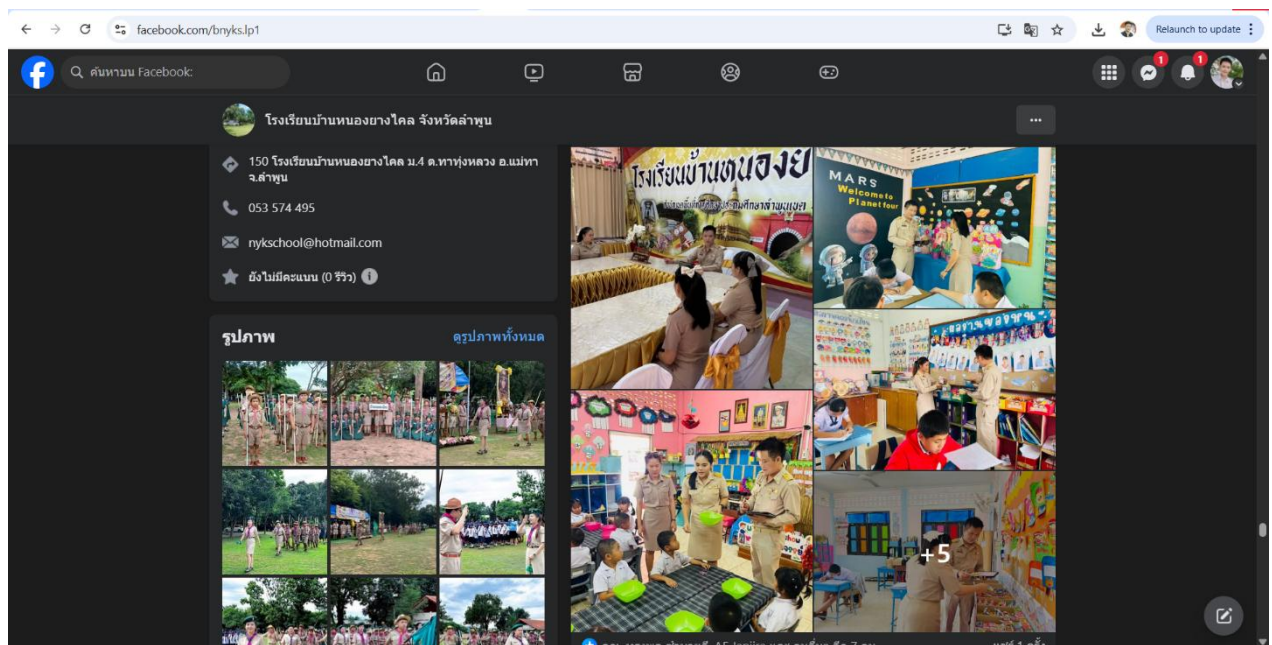 facebook.com/bnyks.lp1
Relaunch to update
ค้นหาบน Facebook:
1
1
โรงเรียนบ้านหนองยางไคล จังหวัดลำพูน
150 โรงเรียนบ้านหนองยางไคล ม.4 ต.ทาทุ่งหลวง อ.แม่ทา
จ.ลำพูน
053 574 495
nykschool@hotmail.com
ยังไม่มีคะแนน (0 รีวิว)
รูปภาพ
ดูรูปภาพทั้งหมด
โรงเรียนบ้านหนองย
MARS
Welcome to
Planet four
+5